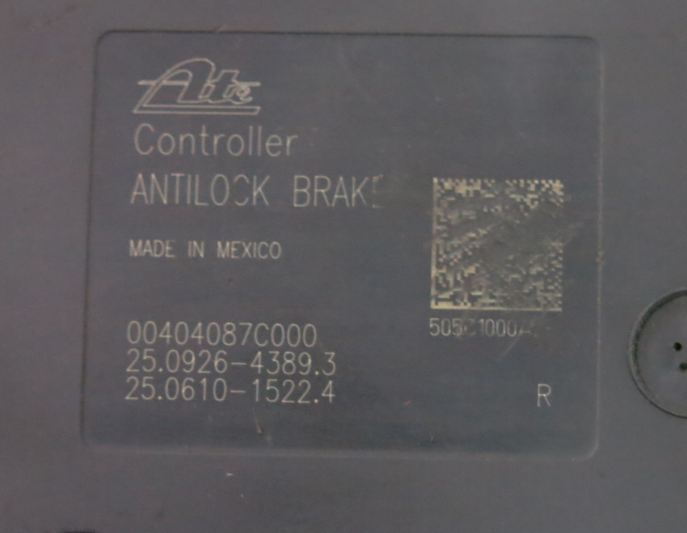 Ate
Controller
ANTILOCK BRAKE
MADE IN MEXICO
00404087C000
25.0926-4389.3
25.0610-1522.4
R